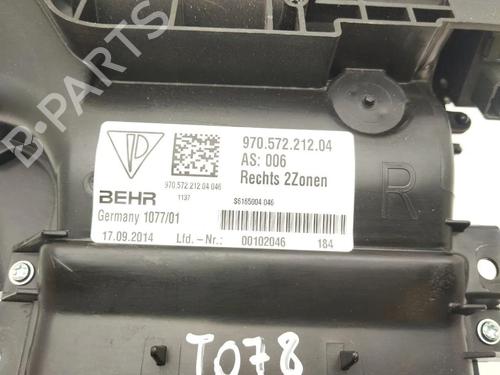 B-PARTS
VP
970.572.212.04
AS: 006
Rechts 2Zonen
970.572.212.04 046
1137
S6165004 046
BEHR
Germany 1077/01
17.09.2014 Lfd.-Nr.: 00102046 184
R
T078